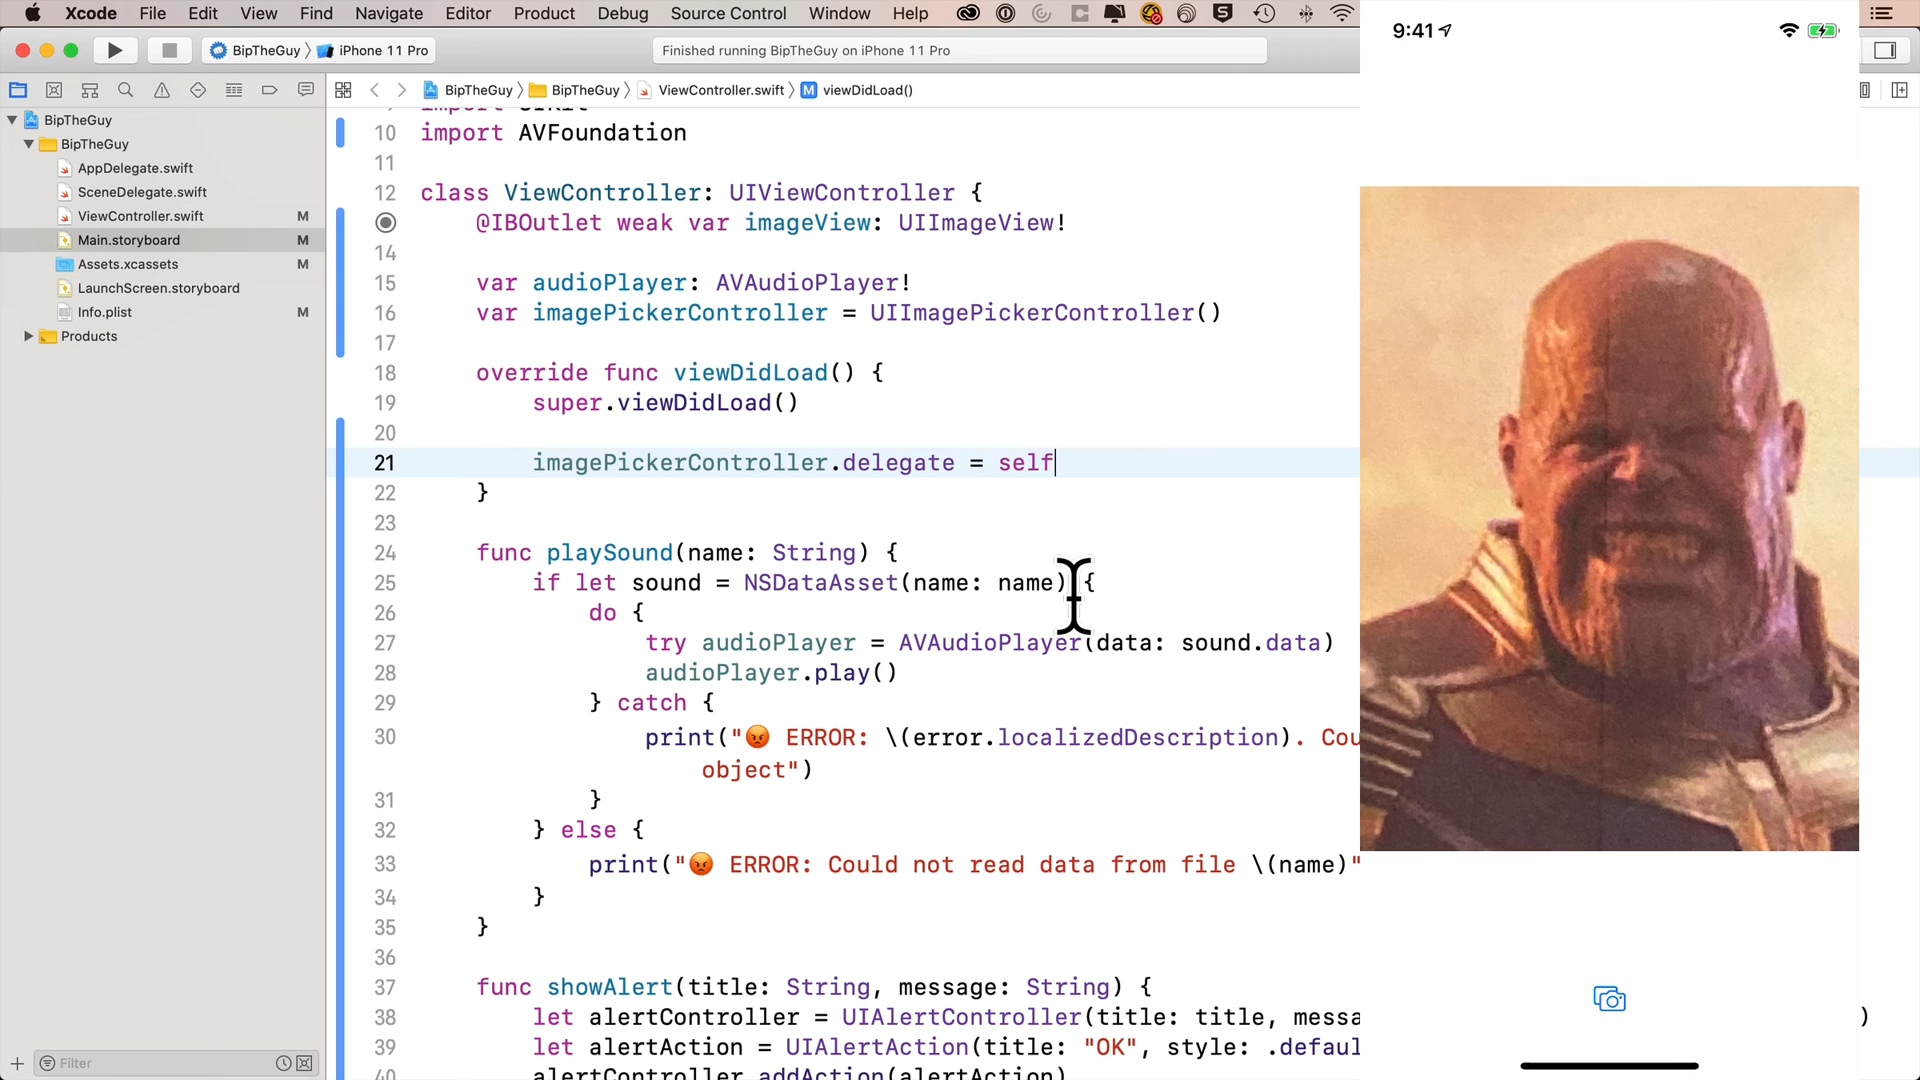 Xcode File Edit View Find Navigate Editor Product Debug Source Control Window Help
9:41
BipTheGuy iPhone 11 Pro
Finished running BipTheGuy on iPhone 11 Pro
BipTheGuy BipTheGuy ViewController.swift M viewDidLoad()
BipTheGuy
BipTheGuy
AppDelegate.swift
SceneDelegate.swift
ViewController.swift M
Main.storyboard M
Assets.xcassets M
LaunchScreen.storyboard
Info.plist M
Products
Filter
import UIKit
10 import AVFoundation
11
12 class ViewController: UIViewController {
@IBOutlet weak var imageView: UIImageView!
14
15 var audioPlayer: AVAudioPlayer!
16 var imagePickerController = UIImagePickerController()
17
18 override func viewDidLoad() {
19 super.viewDidLoad()
20
21 imagePickerController.delegate = self
22 }
23
24 func playSound(name: String) {
25 if let sound = NSDataAsset(name: name) {
26 do {
27 try audioPlayer = AVAudioPlayer(data: sound.data)
28 audioPlayer.play()
29 } catch {
30 print("😡 ERROR: \(error.localizedDescription). Cou
object")
31 }
32 } else {
33 print("😡 ERROR: Could not read data from file \(name)"
34 }
35 }
36
37 func showAlert(title: String, message: String) {
38 let alertController = UIAlertController(title: title, messa )
39 let alertAction = UIAlertAction(title: "OK", style: .defaul
40 alertController.addAction(alertAction)